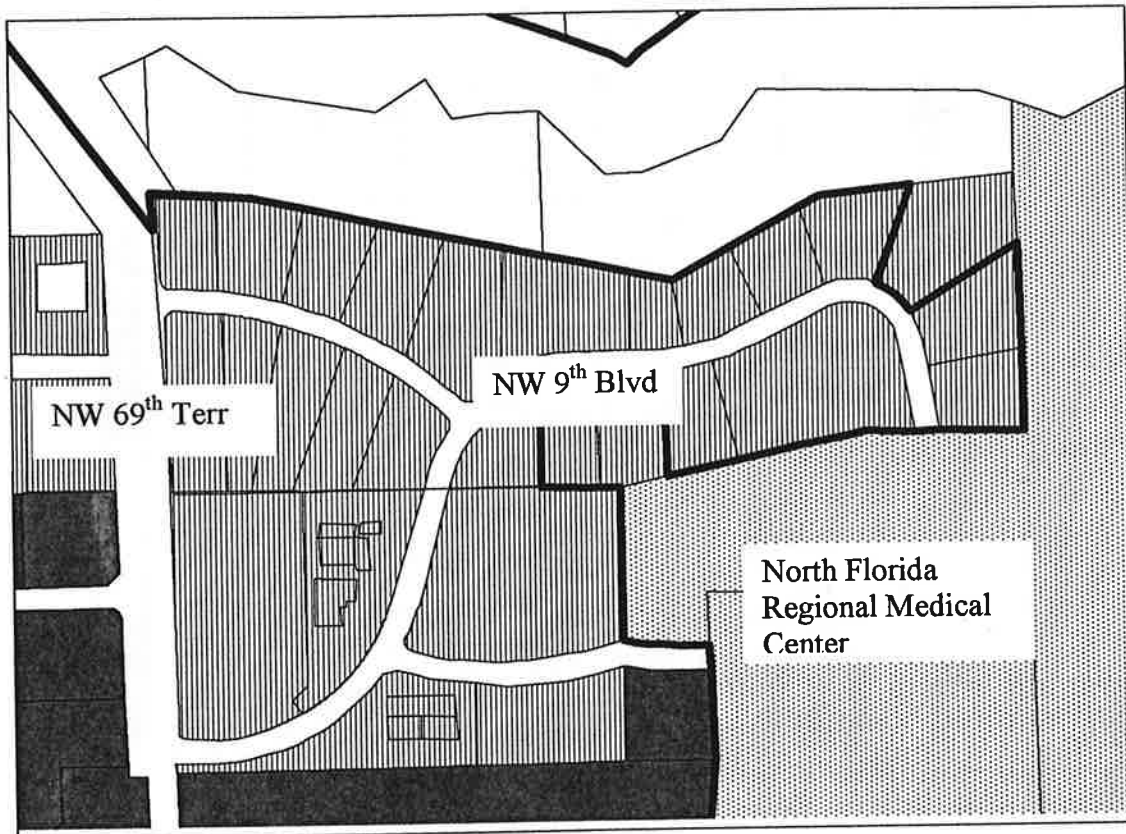 NW 9th Blvd
NW 69th Terr
North Florida
Regional Medical
Center